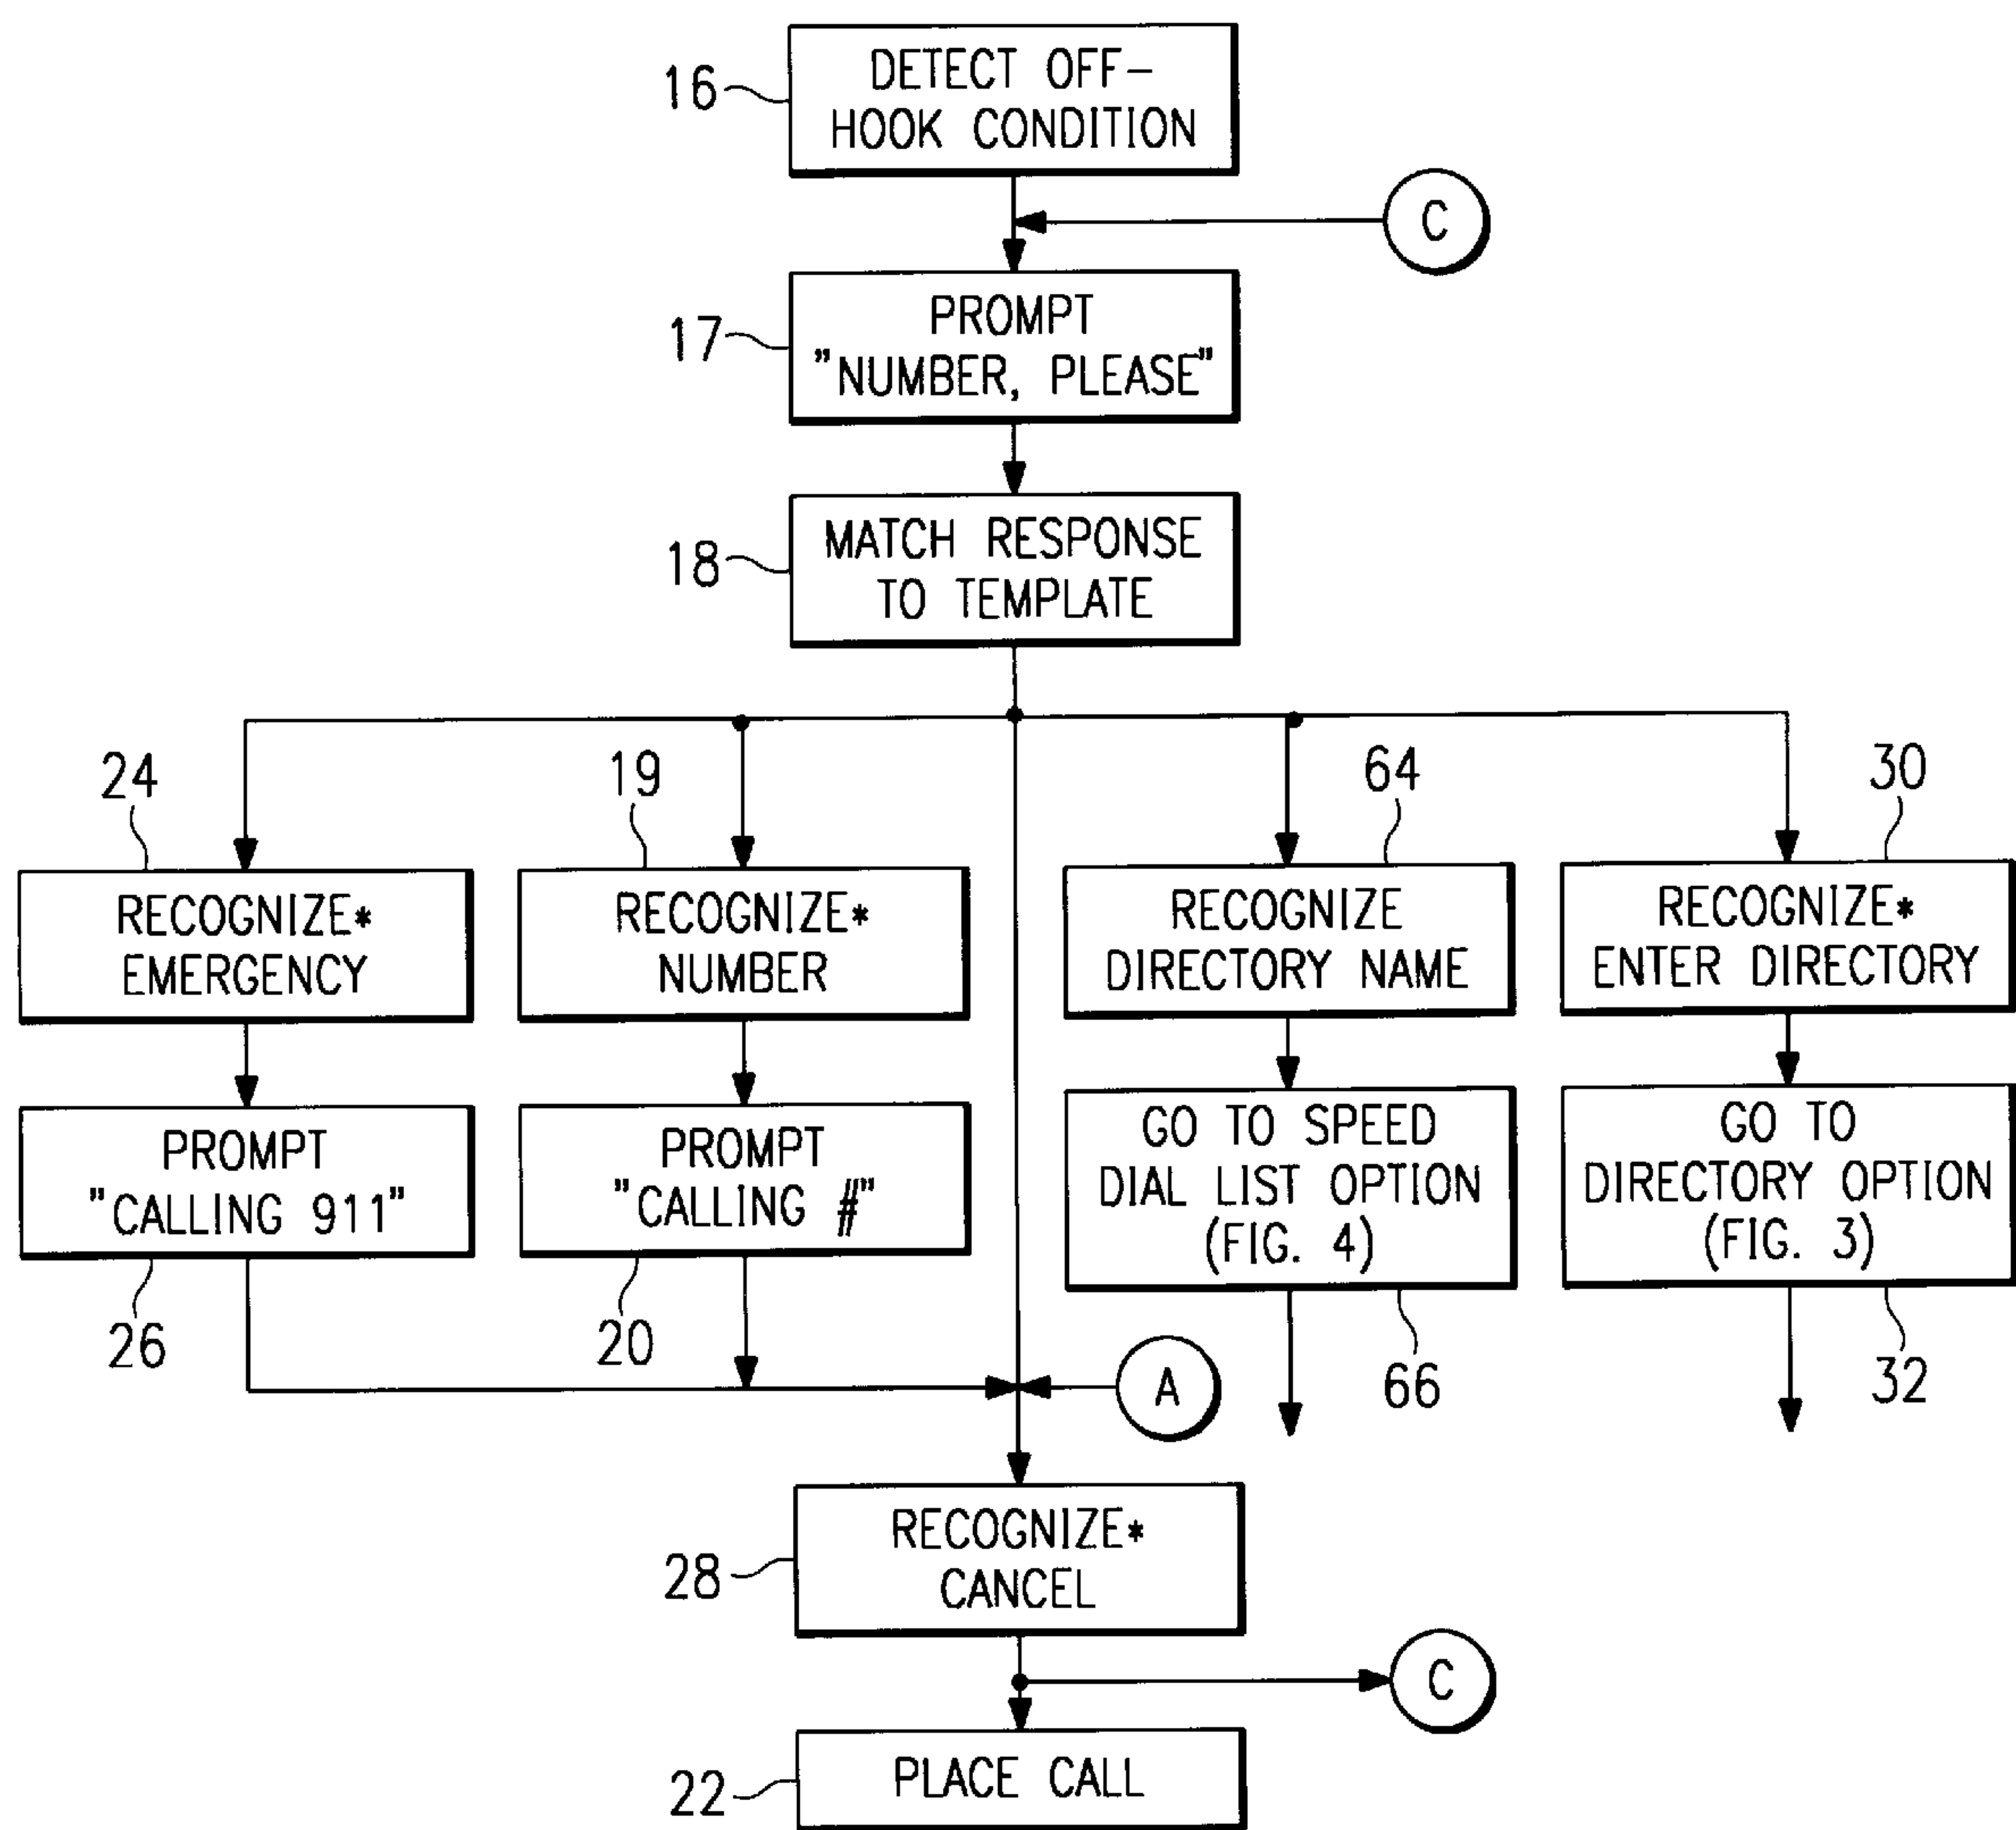 16
DETECT OFF-
HOOK CONDITION
C
17
PROMPT
"NUMBER, PLEASE"
18
MATCH RESPONSE
TO TEMPLATE
24
19
64
30
RECOGNIZE*
EMERGENCY
RECOGNIZE*
NUMBER
RECOGNIZE
DIRECTORY NAME
RECOGNIZE*
ENTER DIRECTORY
PROMPT
"CALLING 911"
PROMPT
"CALLING #"
GO TO SPEED
DIAL LIST OPTION
(FIG. 4)
GO TO
DIRECTORY OPTION
(FIG. 3)
26
20
A
66
32
28
RECOGNIZE*
CANCEL
C
22
PLACE CALL